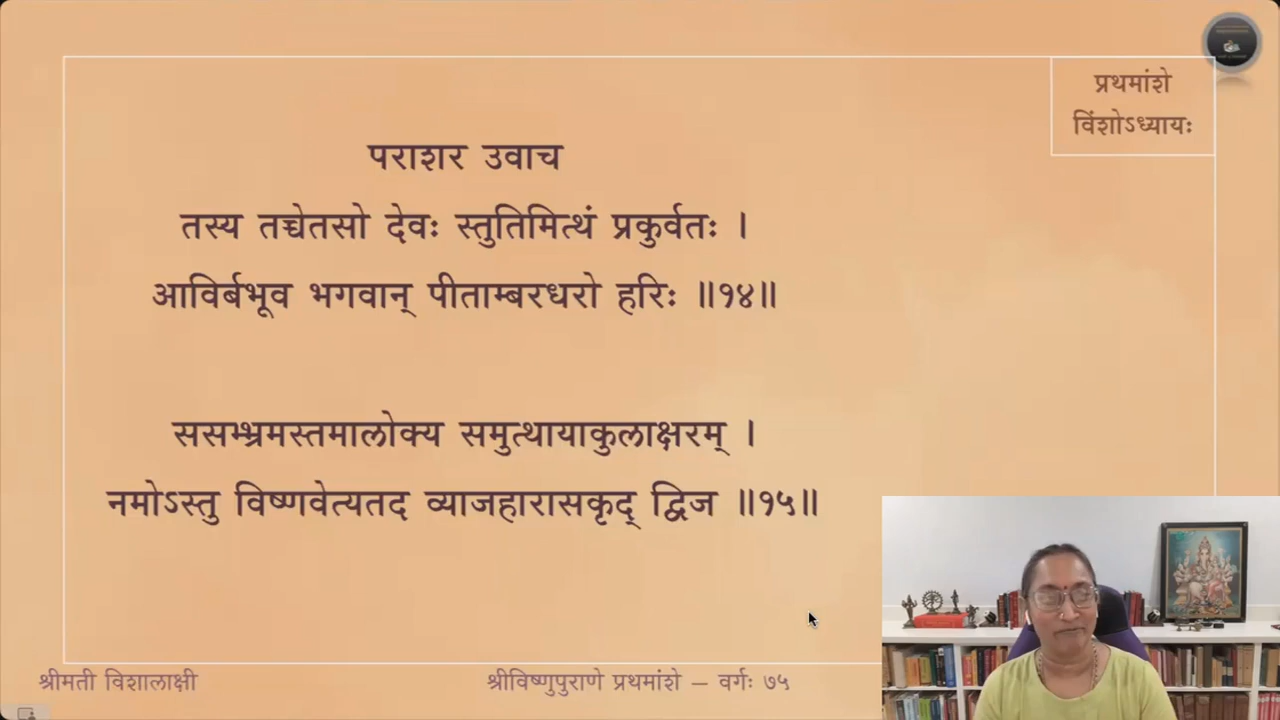 प्रथमांशे
विंशोऽध्यायः
पराशर उवाच
तस्य तच्चेतसो देवः स्तुतिमित्थं प्रकुर्वतः ।
आविर्बभूव भगवान् पीताम्बरधरो हरिः ॥१४॥
ससम्भ्रमस्तमालोक्य समुत्थायाकुलाक्षरम् ।
नमोऽस्तु विष्णवेत्यतद व्याजहारासकृद् द्विज ॥१५॥
श्रीमती विशालाक्षी
श्रीविष्णुपुराणे प्रथमांशे – वर्गः ७५